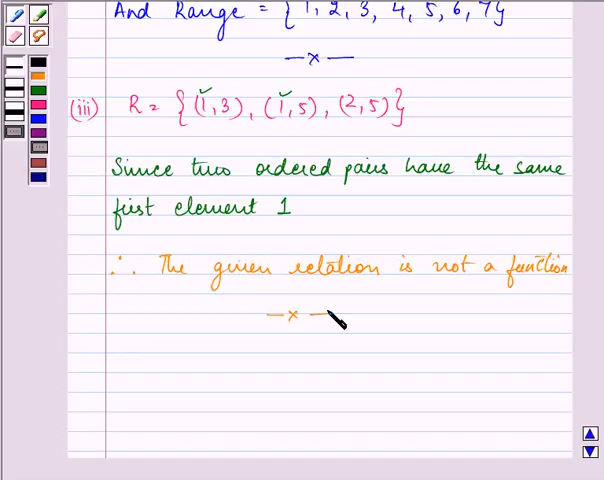 And Range = {1, 2, 3, 4, 5, 6, 7}
—x—
(iii) R = {(1,3), (1,5), (2,5)}
Since two ordered pairs have the same
first element 1
∴ The given relation is not a function
—x—